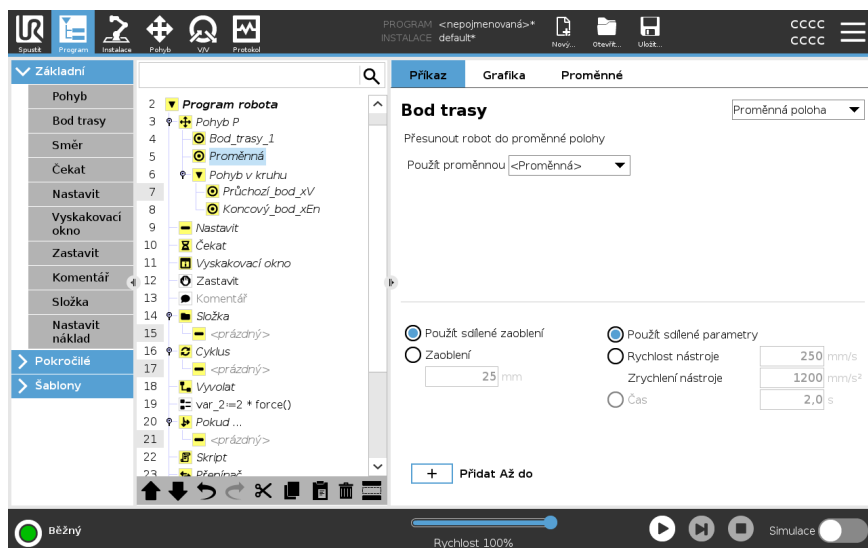 PROGRAM <nepojmenovaná>*
INSTALACE default*
Spustit
Program
Instalace
Pohyb
V/V
Protokol
Nový...
Otevřít...
Uložit...
CCCC
CCCC
Základní
Pohyb
Bod trasy
Směr
Čekat
Nastavit
Vyskakovací
okno
Zastavit
Komentář
Složka
Nastavit
náklad
Pokročilé
Šablony
2 Program robota
3 Pohyb P
4 Bod_trasy_1
5 Proměnná
6 Pohyb v kruhu
7 Průchozí_bod_xV
8 Koncový_bod_xEn
9 Nastavit
10 Čekat
11 Vyskakovací okno
12 Zastavit
13 Komentář
14 Složka
15 <prázdný>
16 Cyklus
17 <prázdný>
18 Vyvolat
19 var_2:=2 * force()
20 Pokud ...
21 <prázdný>
22 Skript
23 Přepínač
Příkaz
Grafika
Proměnné
Bod trasy
Proměnná poloha
Přesunout robot do proměnné polohy
Použít proměnnou <Proměnná>
Použít sdílené zaoblení
Zaoblení
25 mm
Použít sdílené parametry
Rychlost nástroje 250 mm/s
Zrychlení nástroje 1200 mm/s²
Čas 2,0 s
+ Přidat Až do
Běžný
Rychlost 100%
Simulace